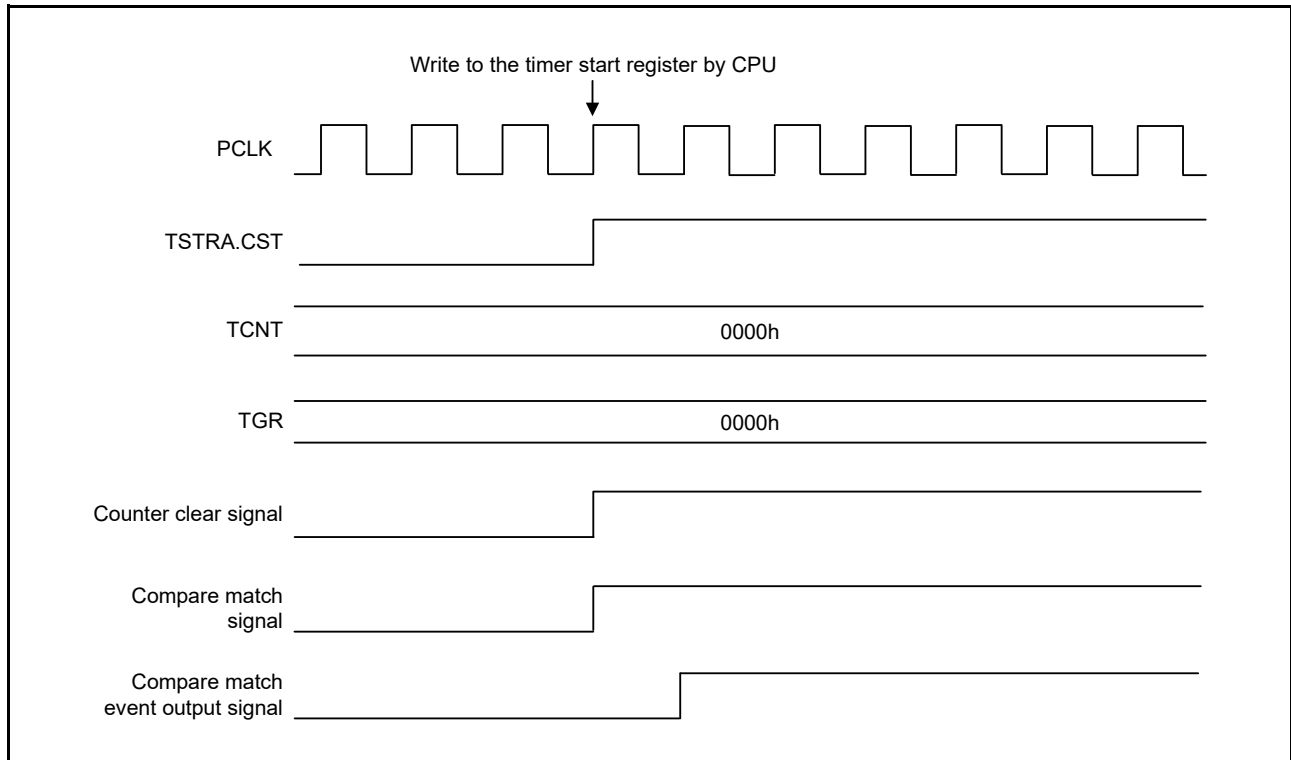 Write to the timer start register by CPU
PCLK
TSTRA.CST
TCNT
0000h
TGR
0000h
Counter clear signal
Compare match
signal
Compare match
event output signal